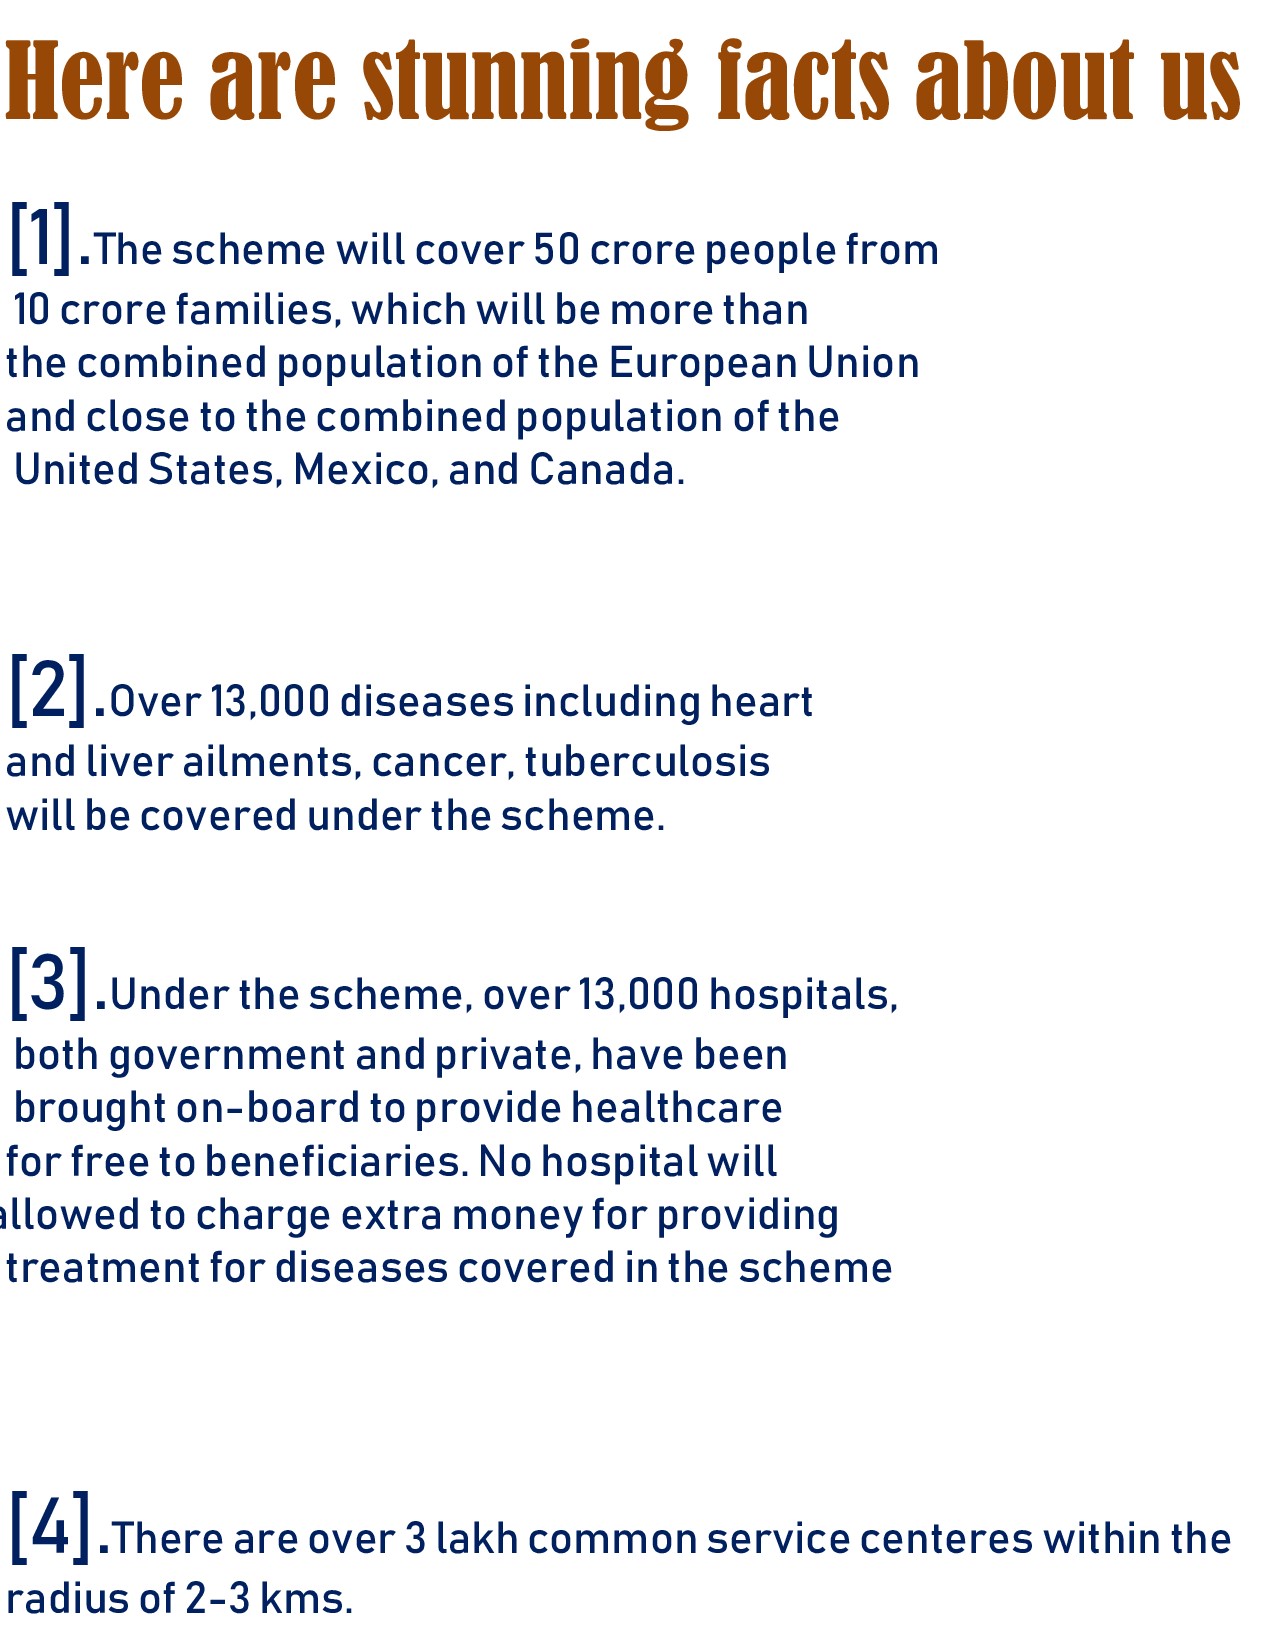 Here are stunning facts about us
[1].The scheme will cover 50 crore people from
10 crore families, which will be more than
the combined population of the European Union
and close to the combined population of the
United States, Mexico, and Canada.
[2].Over 13,000 diseases including heart
and liver ailments, cancer, tuberculosis
will be covered under the scheme.
[3].Under the scheme, over 13,000 hospitals,
both government and private, have been
brought on-board to provide healthcare
for free to beneficiaries. No hospital will
allowed to charge extra money for providing
treatment for diseases covered in the scheme
[4].There are over 3 lakh common service centeres within the
radius of 2-3 kms.